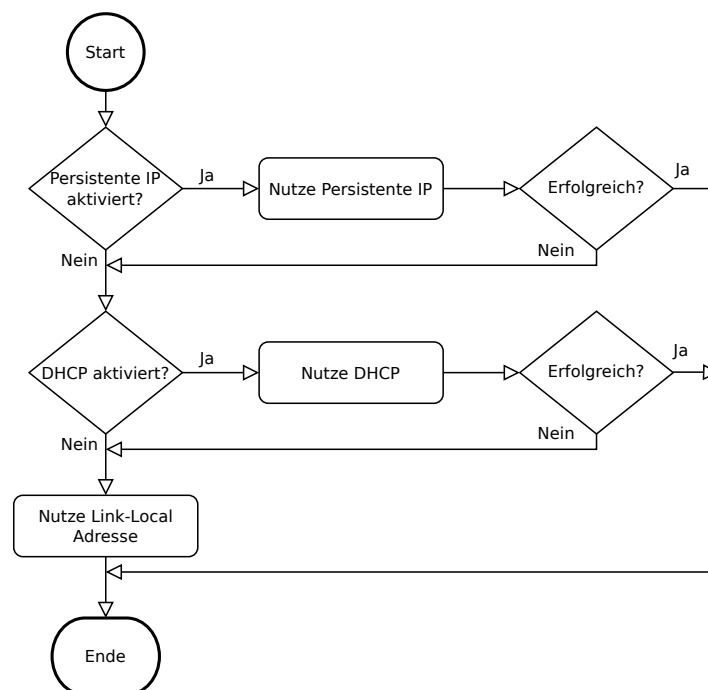 Start
Persistente IP
aktiviert?
Ja
Nutze Persistente IP
Erfolgreich?
Ja
Nein
Nein
DHCP aktiviert?
Ja
Nutze DHCP
Erfolgreich?
Ja
Nein
Nein
Nutze Link-Local
Adresse
Ende